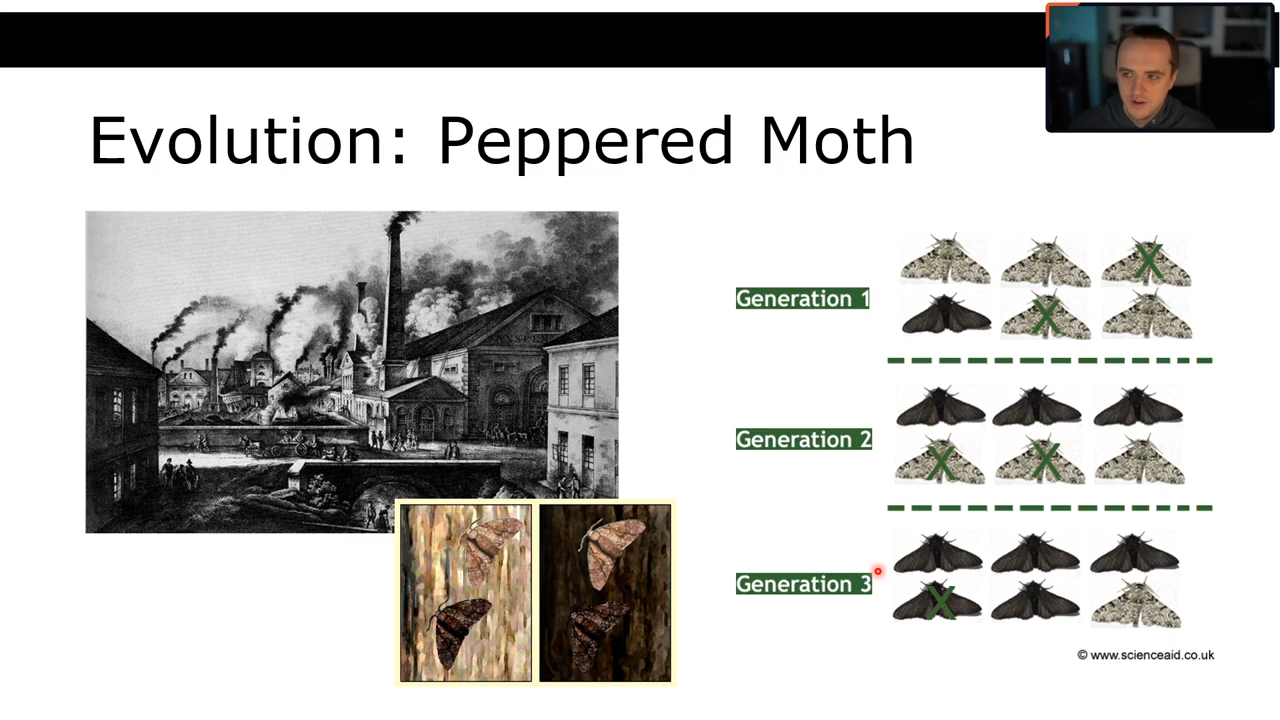 Evolution: Peppered Moth
Generation 1
Generation 2
Generation 3
© www.scienceaid.co.uk